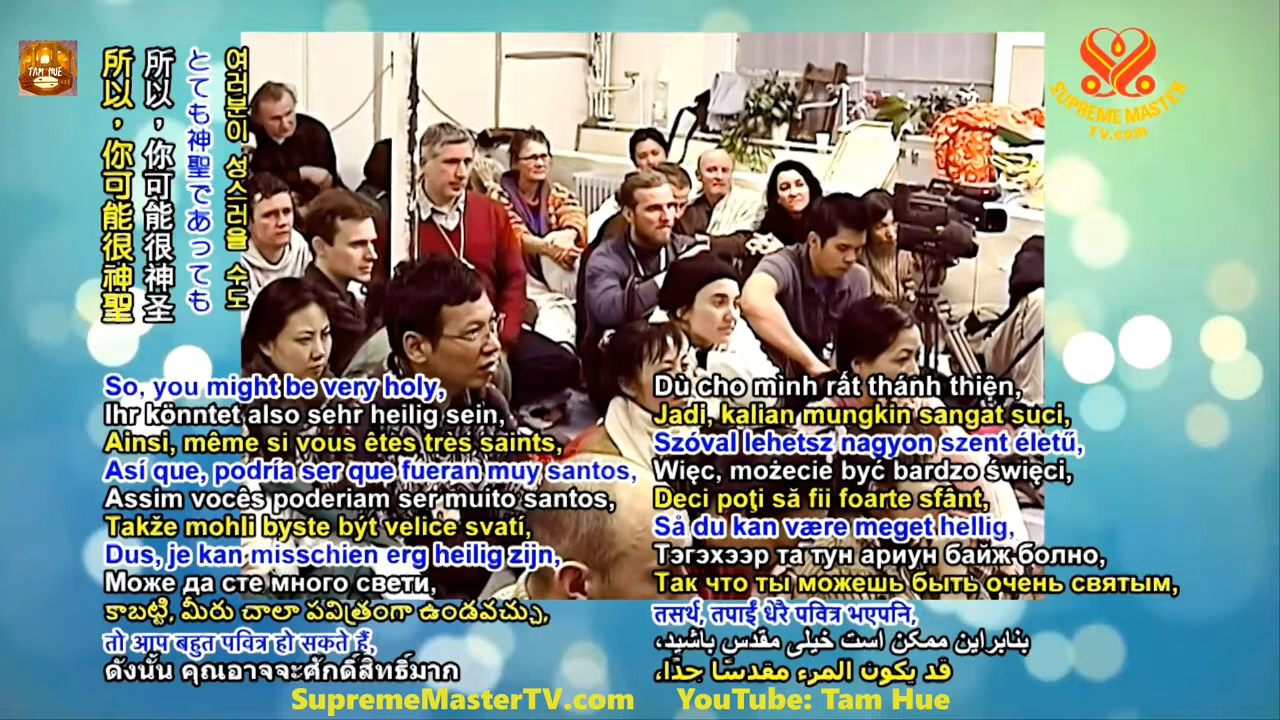 TAM HUE
所以，你可能很神聖
所以，你可能很神圣
とても神聖であっても
여러분이 성스러울 수도
SUPREME MASTER
TV.com
So, you might be very holy,
Ihr könntet also sehr heilig sein,
Ainsi, même si vous êtes très saints,
Así que, podría ser que fueran muy santos,
Assim vocês poderiam ser muito santos,
Takže mohli byste být velice svatí,
Dus, je kan misschien erg heilig zijn,
Може да сте много свети,
కాబట్టి, మీరు చాలా పవిత్రంగా ఉండవచ్చు,
तो आप बहुत पवित्र हो सकते हैं,
ดังนั้น คุณอาจจะศักดิ์สิทธิ์มาก
Dù cho mình rất thánh thiện,
Jadi, kalian mungkin sangat suci,
Szóval lehetsz nagyon szent életű,
Więc, możecie być bardzo święci,
Deci poţi să fii foarte sfânt,
Så du kan være meget hellig,
Тэгэхээр та тун ариун байж болно,
Так что ты можешь быть очень святым,
तसर्थ, तपाईं धेरै पवित्र भएपनि,
بنابراین ممکن است خیلی مقدّس باشید،
قد يكون المرء مقدسًا جدًا،
SupremeMasterTV.com
YouTube: Tam Hue